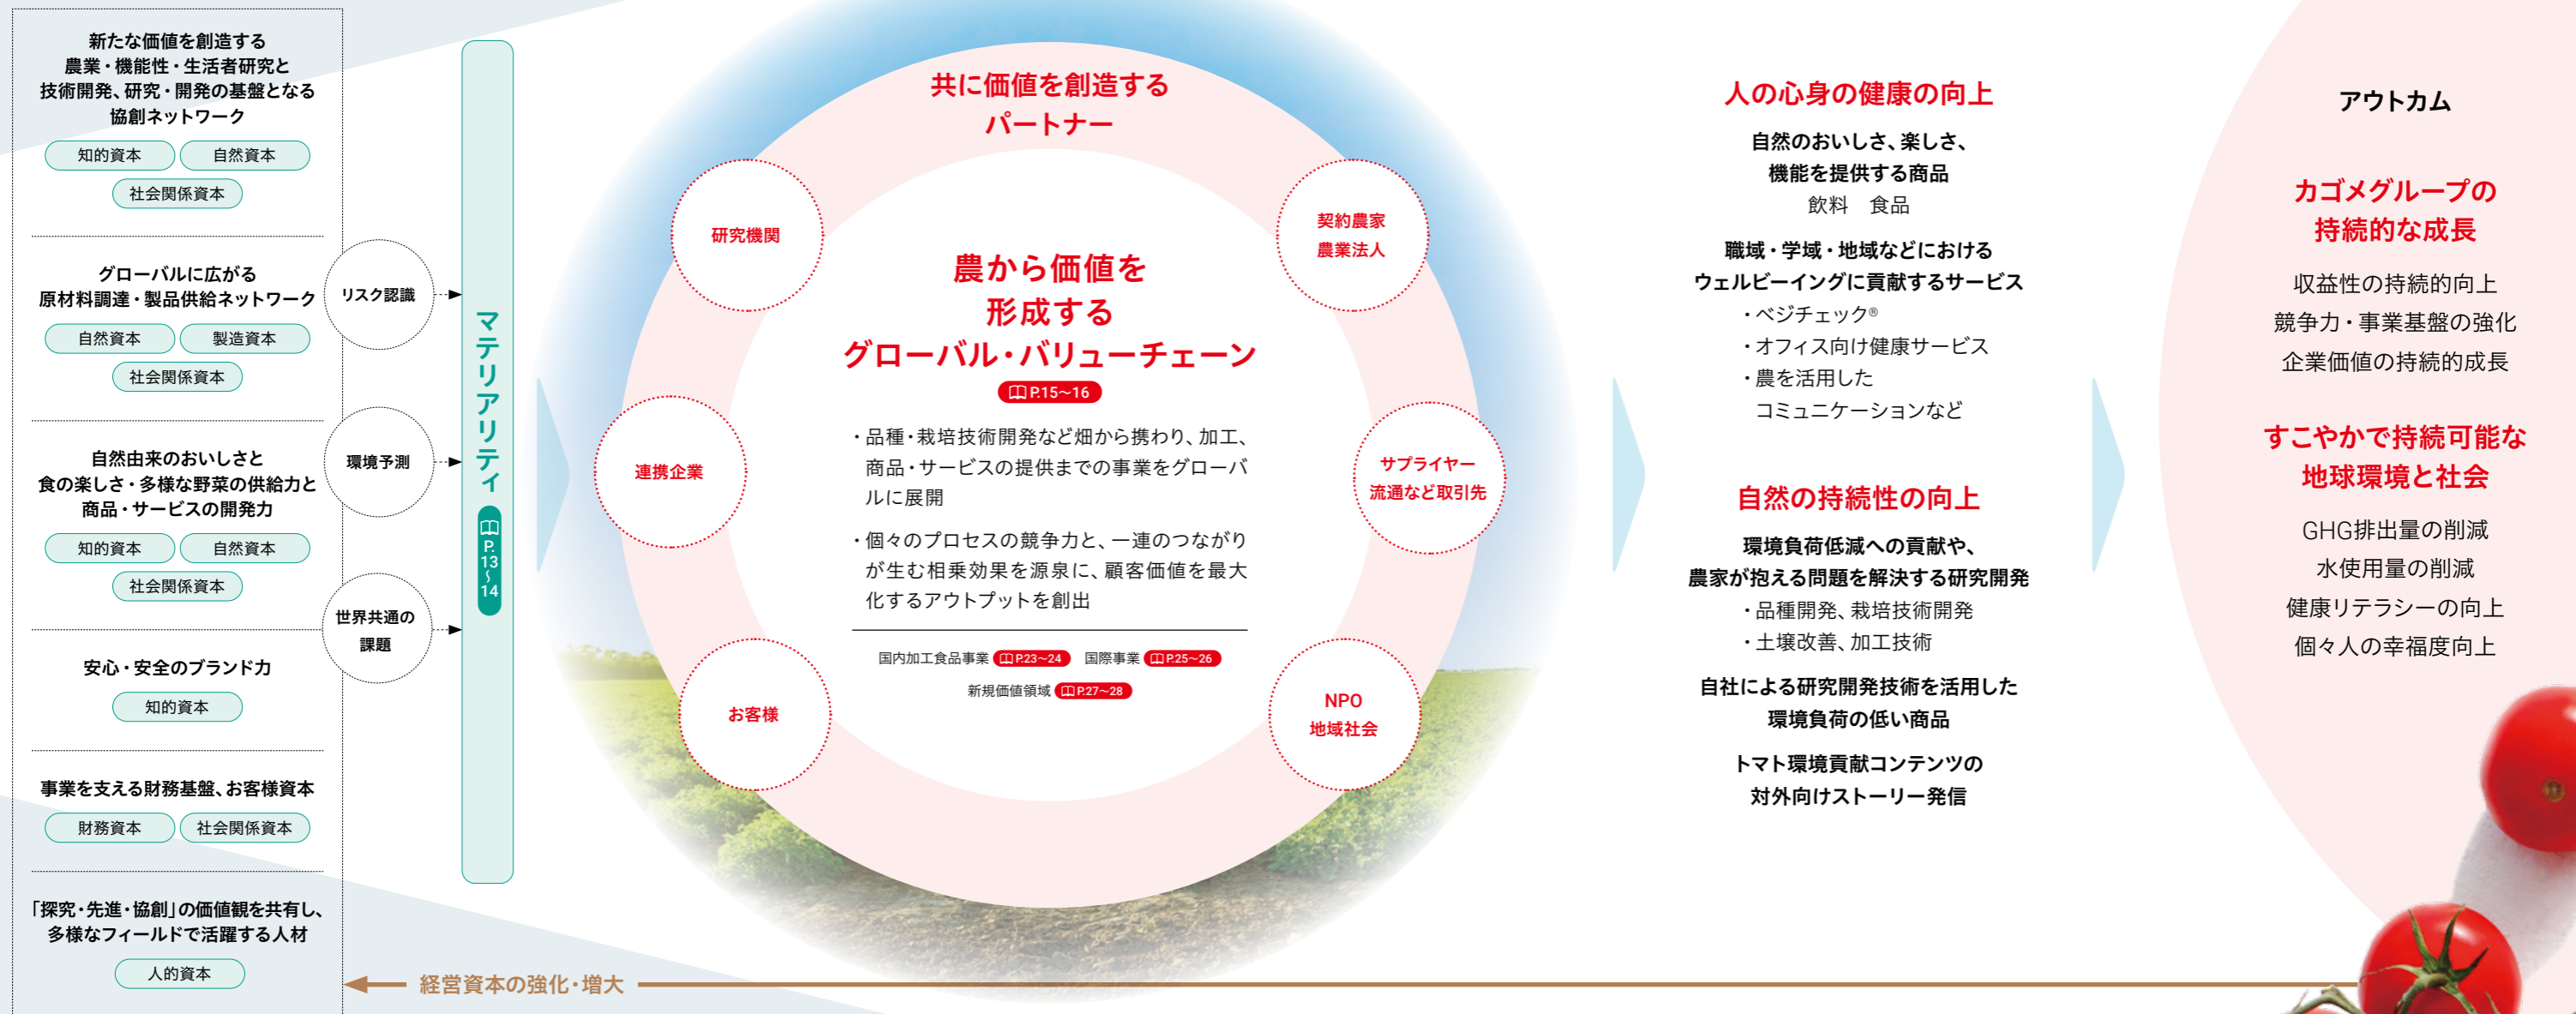 新たな価値を創造する
農業・機能性・生活者研究と
技術開発、研究・開発の基盤となる
協創ネットワーク
知的資本 自然資本
社会関係資本
グローバルに広がる
原材料調達・製品供給ネットワーク
自然資本 製造資本
社会関係資本
自然由来のおいしさと
食の楽しさ・多様な野菜の供給力と
商品・サービスの開発力
知的資本 自然資本
社会関係資本
安心・安全のブランド力
知的資本
事業を支える財務基盤、お客様資本
財務資本 社会関係資本
「探究・先進・協創」の価値観を共有し、
多様なフィールドで活躍する人材
人的資本
リスク認識
環境予測
世界共通の
課題
マテリアリティ
P.13〜14
共に価値を創造する
パートナー
研究機関
契約農家
農業法人
連携企業
サプライヤー
流通など取引先
お客様
NPO
地域社会
農から価値を
形成する
グローバル・バリューチェーン
P.15〜16
・品種・栽培技術開発など畑から携わり、加工、
商品・サービスの提供までの事業をグローバ
ルに展開
・個々のプロセスの競争力と、一連のつながり
が生む相乗効果を源泉に、顧客価値を最大
化するアウトプットを創出
国内加工食品事業 P.23〜24 国際事業 P.25〜26
新規価値領域 P.27〜28
人の心身の健康の向上
自然のおいしさ、楽しさ、
機能を提供する商品
飲料 食品
職域・学域・地域などにおける
ウェルビーイングに貢献するサービス
・ベジチェック®
・オフィス向け健康サービス
・農を活用した
コミュニケーションなど
自然の持続性の向上
環境負荷低減への貢献や、
農家が抱える問題を解決する研究開発
・品種開発、栽培技術開発
・土壌改善、加工技術
自社による研究開発技術を活用した
環境負荷の低い商品
トマト環境貢献コンテンツの
対外向けストーリー発信
アウトカム
カゴメグループの
持続的な成長
収益性の持続的向上
競争力・事業基盤の強化
企業価値の持続的成長
すこやかで持続可能な
地球環境と社会
GHG排出量の削減
水使用量の削減
健康リテラシーの向上
個々人の幸福度向上
経営資本の強化・増大